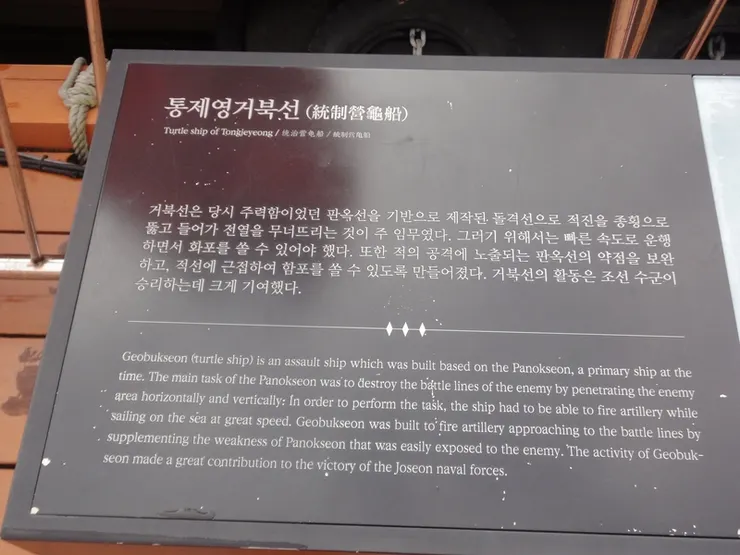 통제영거북선 (統制營龜船)
Turtle ship of Tongjeyeong / 统治营龟船 / 統制営亀船
거북선은 당시 주력함이었던 판옥선을 기반으로 제작된 돌격선으로 적진을 종횡으로
뚫고 들어가 전열을 무너뜨리는 것이 주 임무였다. 그러기 위해서는 빠른 속도로 운행
하면서 화포를 쏠 수 있어야 했다. 또한 적의 공격에 노출되는 판옥선의 약점을 보완
하고, 적선에 근접하여 함포를 쏠 수 있도록 만들어졌다. 거북선의 활동은 조선 수군이
승리하는데 크게 기여했다.
Geobukseon (turtle ship) is an assault ship which was built based on the Panokseon, a primary ship at the
time. The main task of the Panokseon was to destroy the battle lines of the enemy by penetrating the enemy
area horizontally and vertically: In order to perform the task, the ship had to be able to fire artillery while
sailing on the sea at great speed. Geobukseon was built to fire artillery approaching to the battle lines by
supplementing the weakness of Panokseon that was easily exposed to the enemy. The activity of Geobuk-
seon made a great contribution to the victory of the Joseon naval forces.